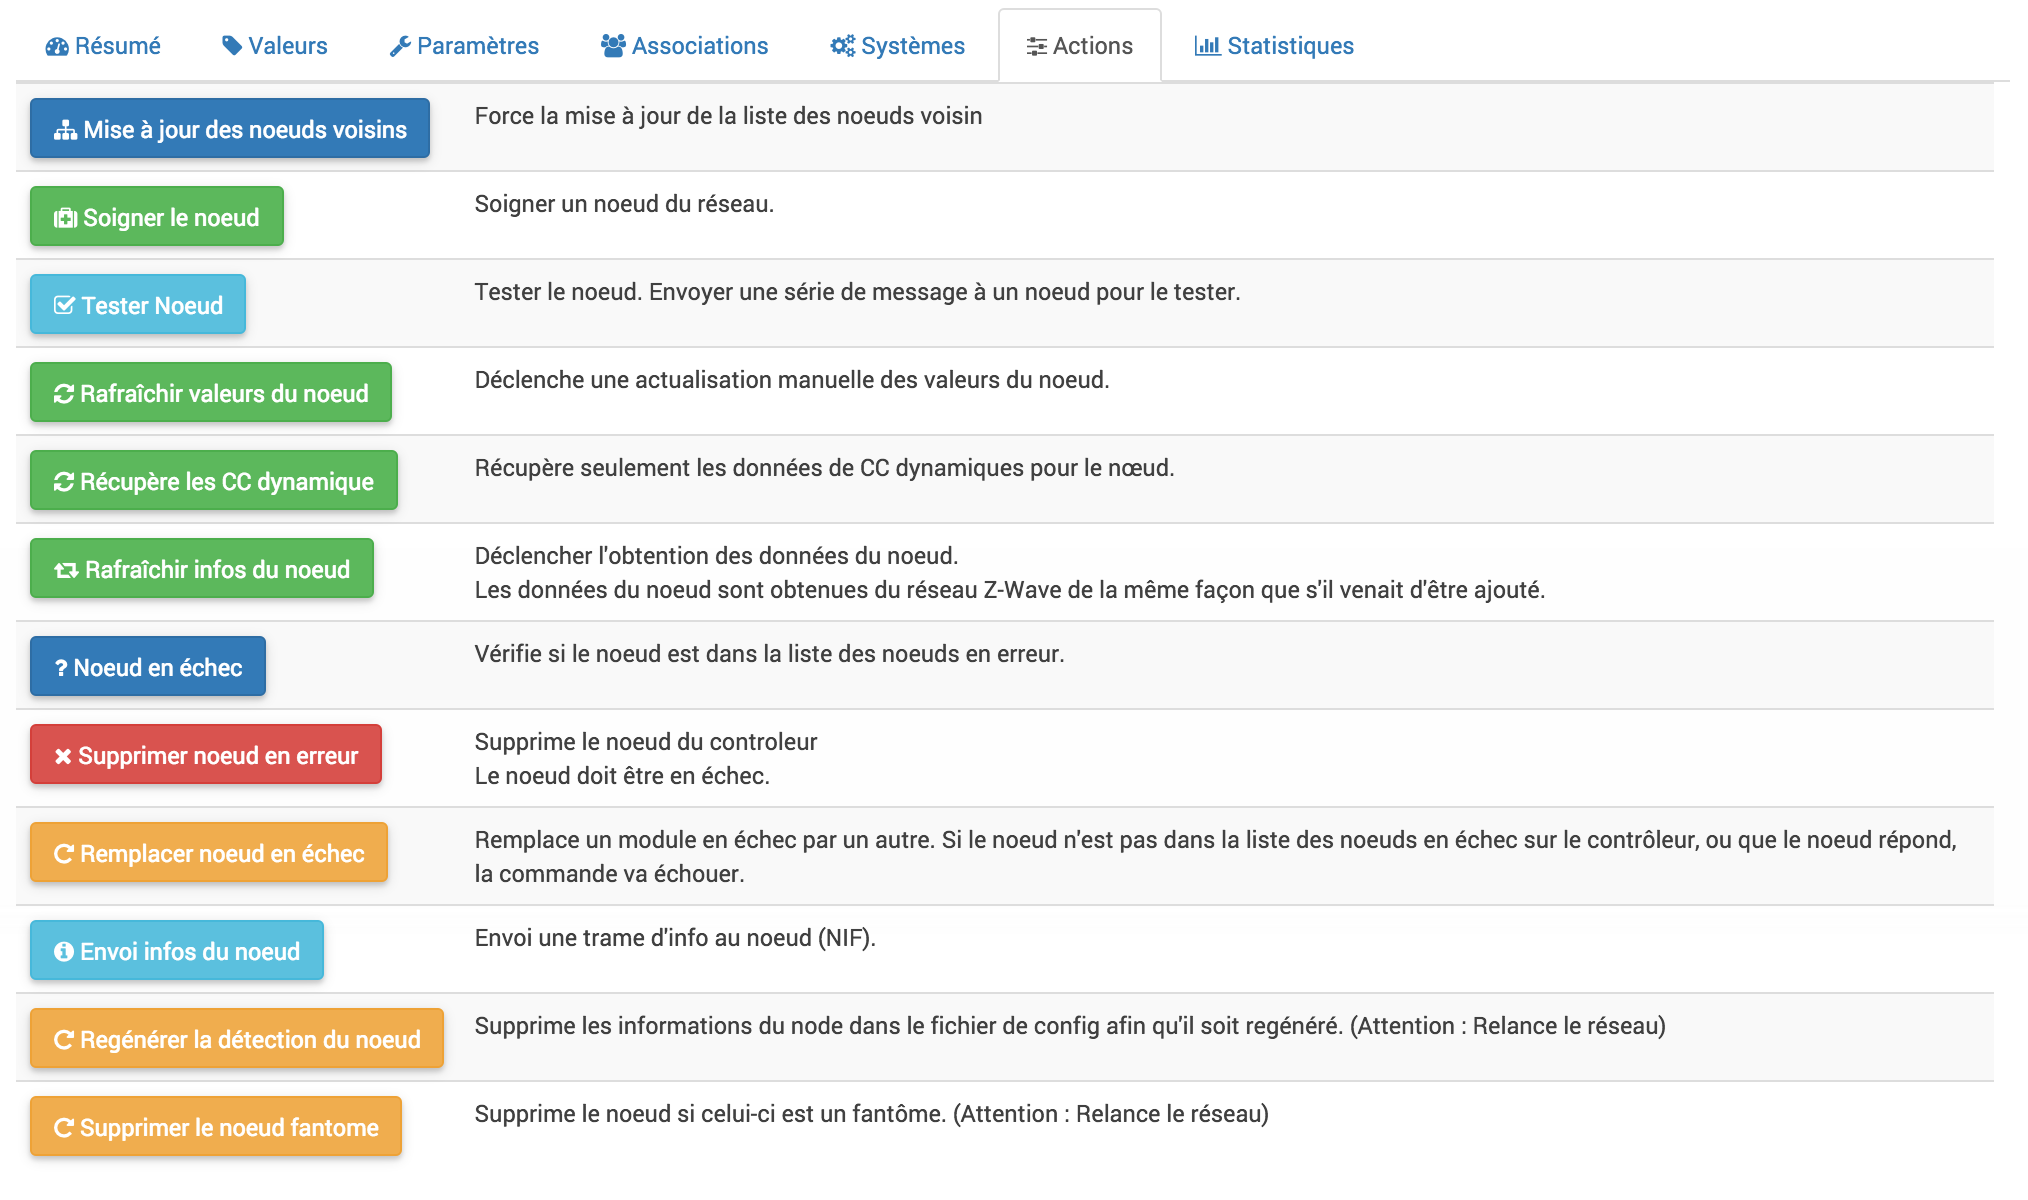 Résumé Valeurs Paramètres Associations Systèmes Actions Statistiques
Mise à jour des noeuds voisins
Force la mise à jour de la liste des noeuds voisin
Soigner le noeud
Soigner un noeud du réseau.
Tester Noeud
Tester le noeud. Envoyer une série de message à un noeud pour le tester.
Rafraîchir valeurs du noeud
Déclenche une actualisation manuelle des valeurs du noeud.
Récupère les CC dynamique
Récupère seulement les données de CC dynamiques pour le nœud.
Rafraîchir infos du noeud
Déclencher l'obtention des données du noeud.
Les données du noeud sont obtenues du réseau Z-Wave de la même façon que s'il venait d'être ajouté.
? Noeud en échec
Vérifie si le noeud est dans la liste des noeuds en erreur.
Supprimer noeud en erreur
Supprime le noeud du controleur
Le noeud doit être en échec.
Remplacer noeud en échec
Remplace un module en échec par un autre. Si le noeud n'est pas dans la liste des noeuds en échec sur le contrôleur, ou que le noeud répond,
la commande va échouer.
Envoi infos du noeud
Envoi une trame d'info au noeud (NIF).
Regénérer la détection du noeud
Supprime les informations du node dans le fichier de config afin qu'il soit regénéré. (Attention : Relance le réseau)
Supprimer le noeud fantome
Supprime le noeud si celui-ci est un fantôme. (Attention : Relance le réseau)